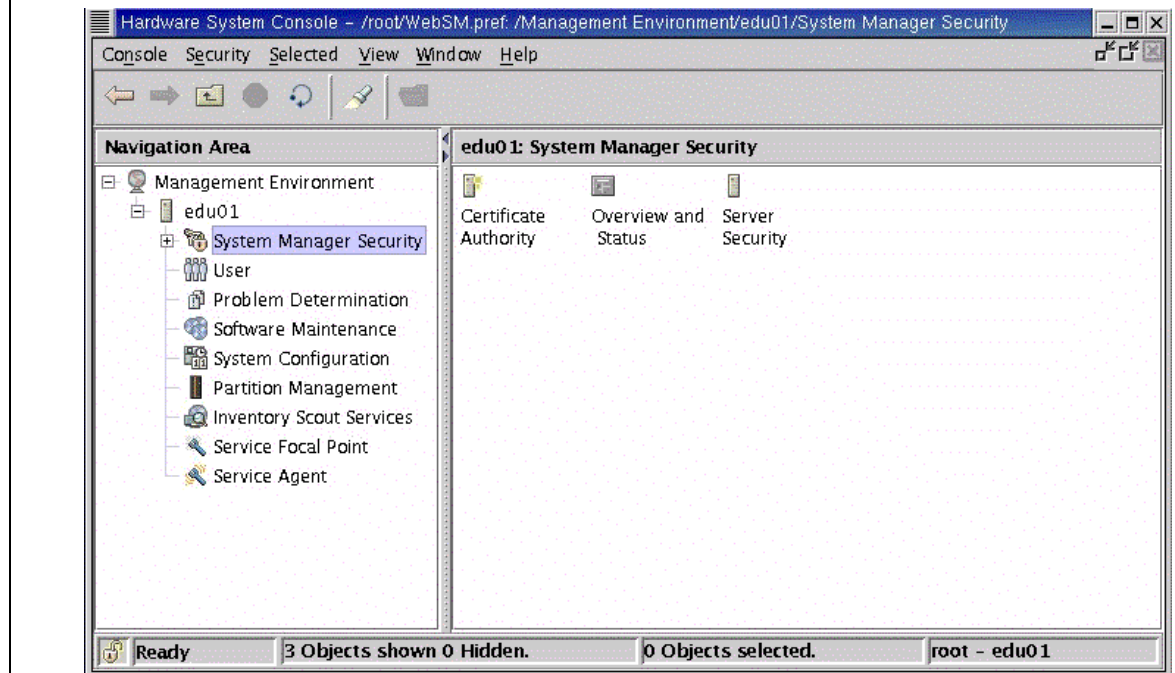 Hardware System Console – /root/WebSM.pref: /Management Environment/edu01/System Manager Security
Console Security Selected View Window Help
Navigation Area
Management Environment
edu01
System Manager Security
User
Problem Determination
Software Maintenance
System Configuration
Partition Management
Inventory Scout Services
Service Focal Point
Service Agent
edu01: System Manager Security
Certificate Authority
Overview and Status
Server Security
Ready
3 Objects shown 0 Hidden.
0 Objects selected.
root - edu01